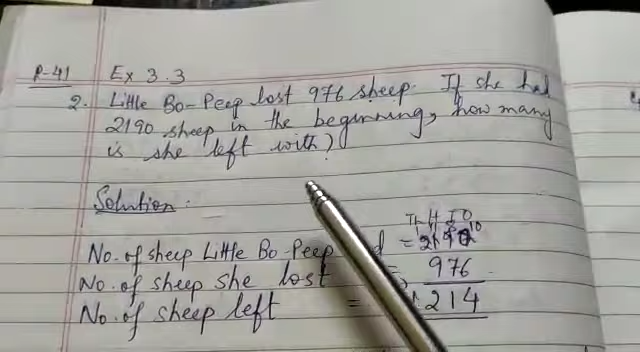 P-41 Ex 3.3
2. Little Bo-Peep lost 976 sheep. If she had
2190 sheep in the beginning, how many
is she left with?
Solution.
Th H T O
No. of sheep Little Bo-Peep =
No. of sheep she lost = 976
No. of sheep left = 1214